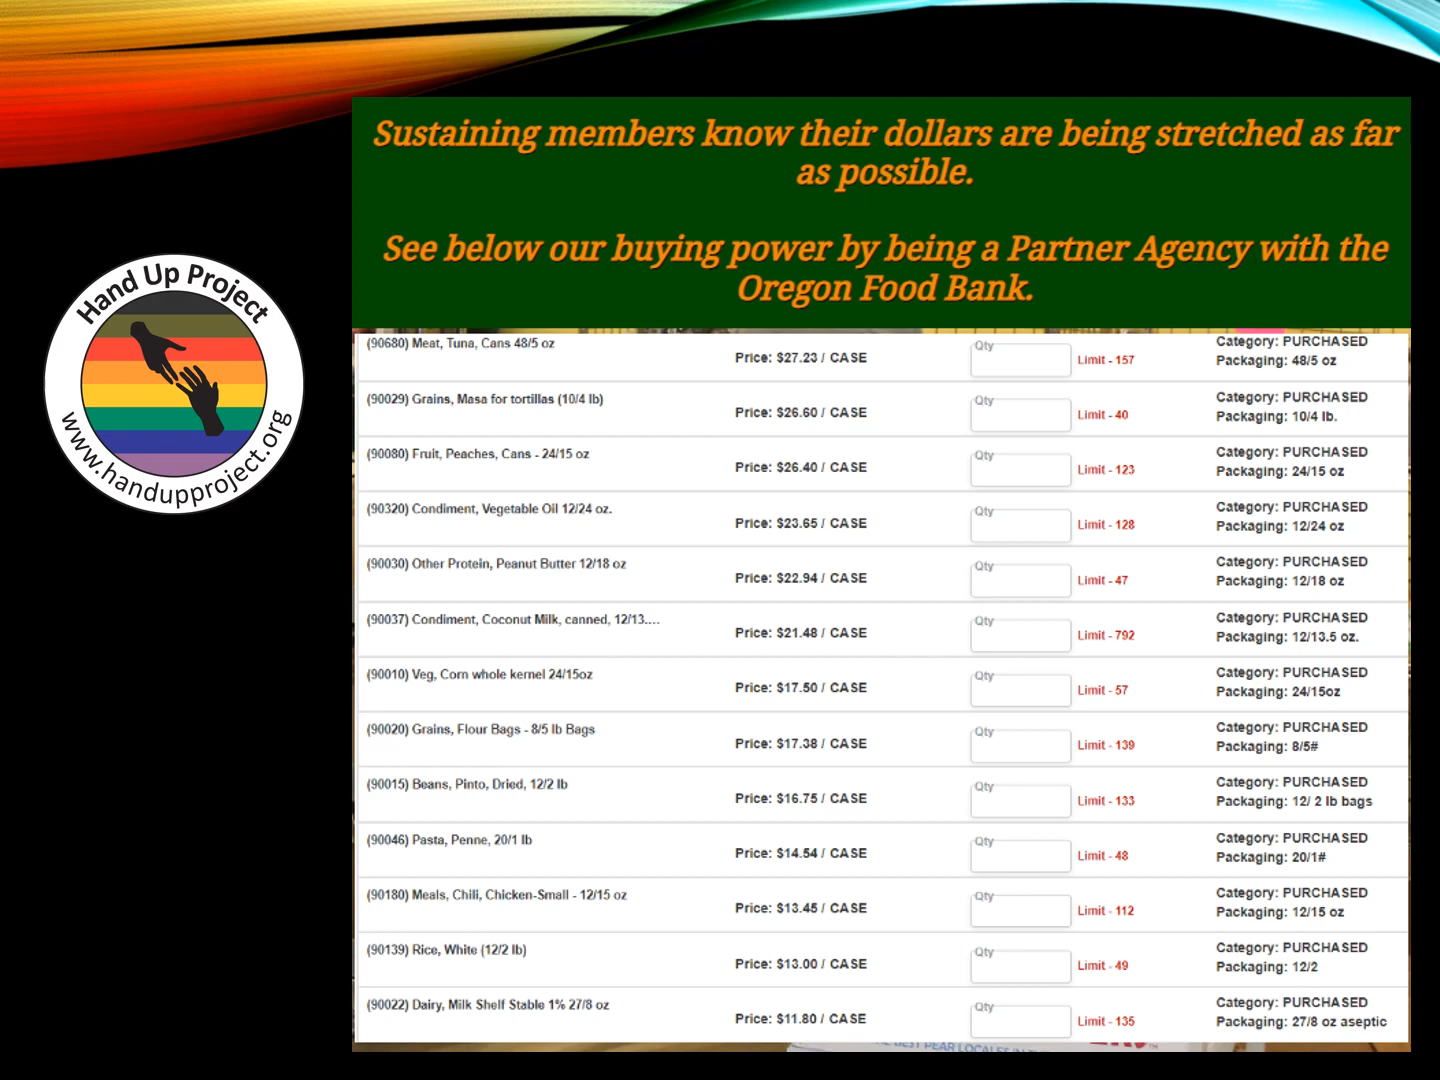 Hand Up Project
www.handupproject.org
Sustaining members know their dollars are being stretched as far
as possible.
See below our buying power by being a Partner Agency with the
Oregon Food Bank.
(90680) Meat, Tuna, Cans 48/5 oz
Price: $27.23 / CASE
Qty
Limit - 157
Category: PURCHASED
Packaging: 48/5 oz
(90029) Grains, Masa for tortillas (10/4 lb)
Price: $26.60 / CASE
Qty
Limit - 40
Category: PURCHASED
Packaging: 10/4 lb.
(90080) Fruit, Peaches, Cans - 24/15 oz
Price: $26.40 / CASE
Qty
Limit - 123
Category: PURCHASED
Packaging: 24/15 oz
(90320) Condiment, Vegetable Oil 12/24 oz.
Price: $23.65 / CASE
Qty
Limit - 128
Category: PURCHASED
Packaging: 12/24 oz
(90030) Other Protein, Peanut Butter 12/18 oz
Price: $22.94 / CASE
Qty
Limit - 47
Category: PURCHASED
Packaging: 12/18 oz
(90037) Condiment, Coconut Milk, canned, 12/13....
Price: $21.48 / CASE
Qty
Limit - 792
Category: PURCHASED
Packaging: 12/13.5 oz.
(90010) Veg, Corn whole kernel 24/15oz
Price: $17.50 / CASE
Qty
Limit - 57
Category: PURCHASED
Packaging: 24/15oz
(90020) Grains, Flour Bags - 8/5 lb Bags
Price: $17.38 / CASE
Qty
Limit - 139
Category: PURCHASED
Packaging: 8/5#
(90015) Beans, Pinto, Dried, 12/2 lb
Price: $16.75 / CASE
Qty
Limit - 133
Category: PURCHASED
Packaging: 12/ 2 lb bags
(90046) Pasta, Penne, 20/1 lb
Price: $14.54 / CASE
Qty
Limit - 48
Category: PURCHASED
Packaging: 20/1#
(90180) Meals, Chili, Chicken-Small - 12/15 oz
Price: $13.45 / CASE
Qty
Limit - 112
Category: PURCHASED
Packaging: 12/15 oz
(90139) Rice, White (12/2 lb)
Price: $13.00 / CASE
Qty
Limit - 49
Category: PURCHASED
Packaging: 12/2
(90022) Dairy, Milk Shelf Stable 1% 27/8 oz
Price: $11.80 / CASE
Qty
Limit - 135
Category: PURCHASED
Packaging: 27/8 oz aseptic
BEST PEAR LOCALES IN